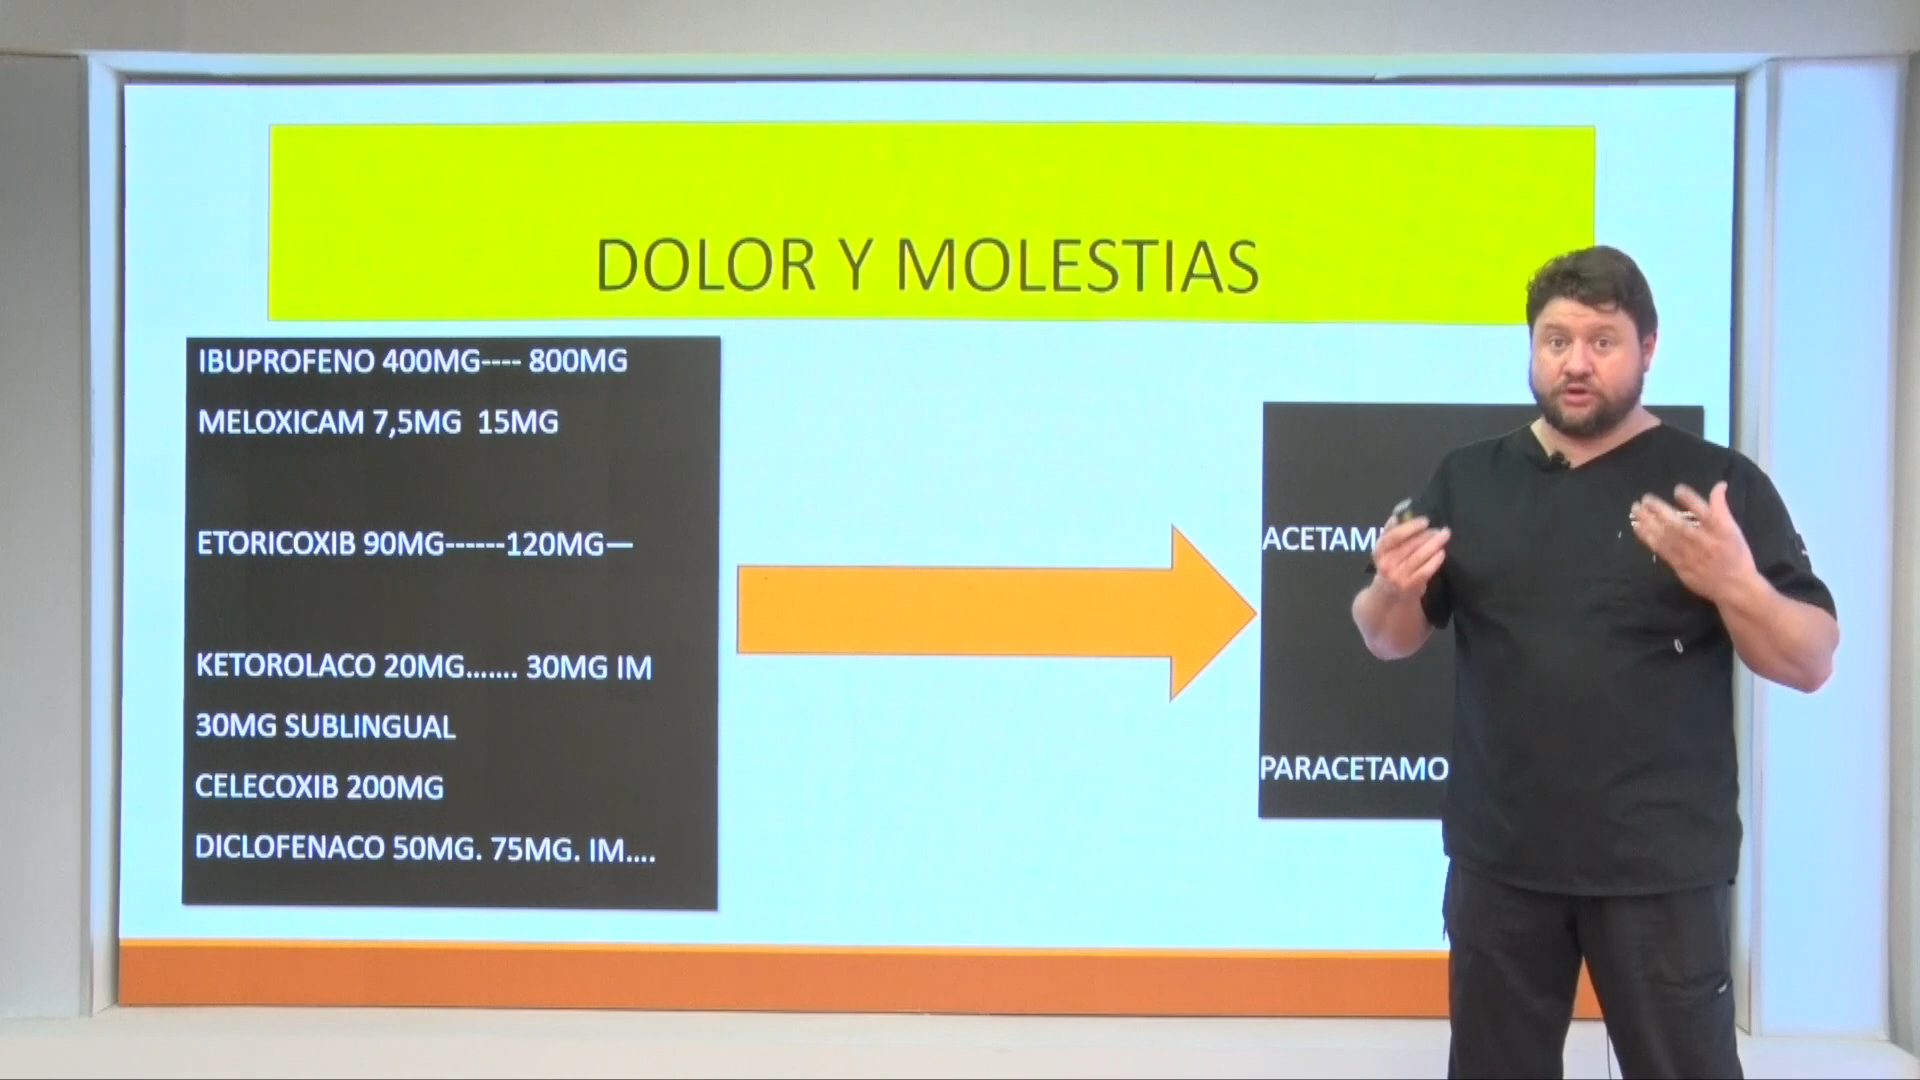 DOLOR Y MOLESTIAS
IBUPROFENO 400MG---- 800MG
MELOXICAM 7,5MG 15MG
ETORICOXIB 90MG------120MG—
KETOROLACO 20MG....... 30MG IM
30MG SUBLINGUAL
CELECOXIB 200MG
DICLOFENACO 50MG. 75MG. IM....